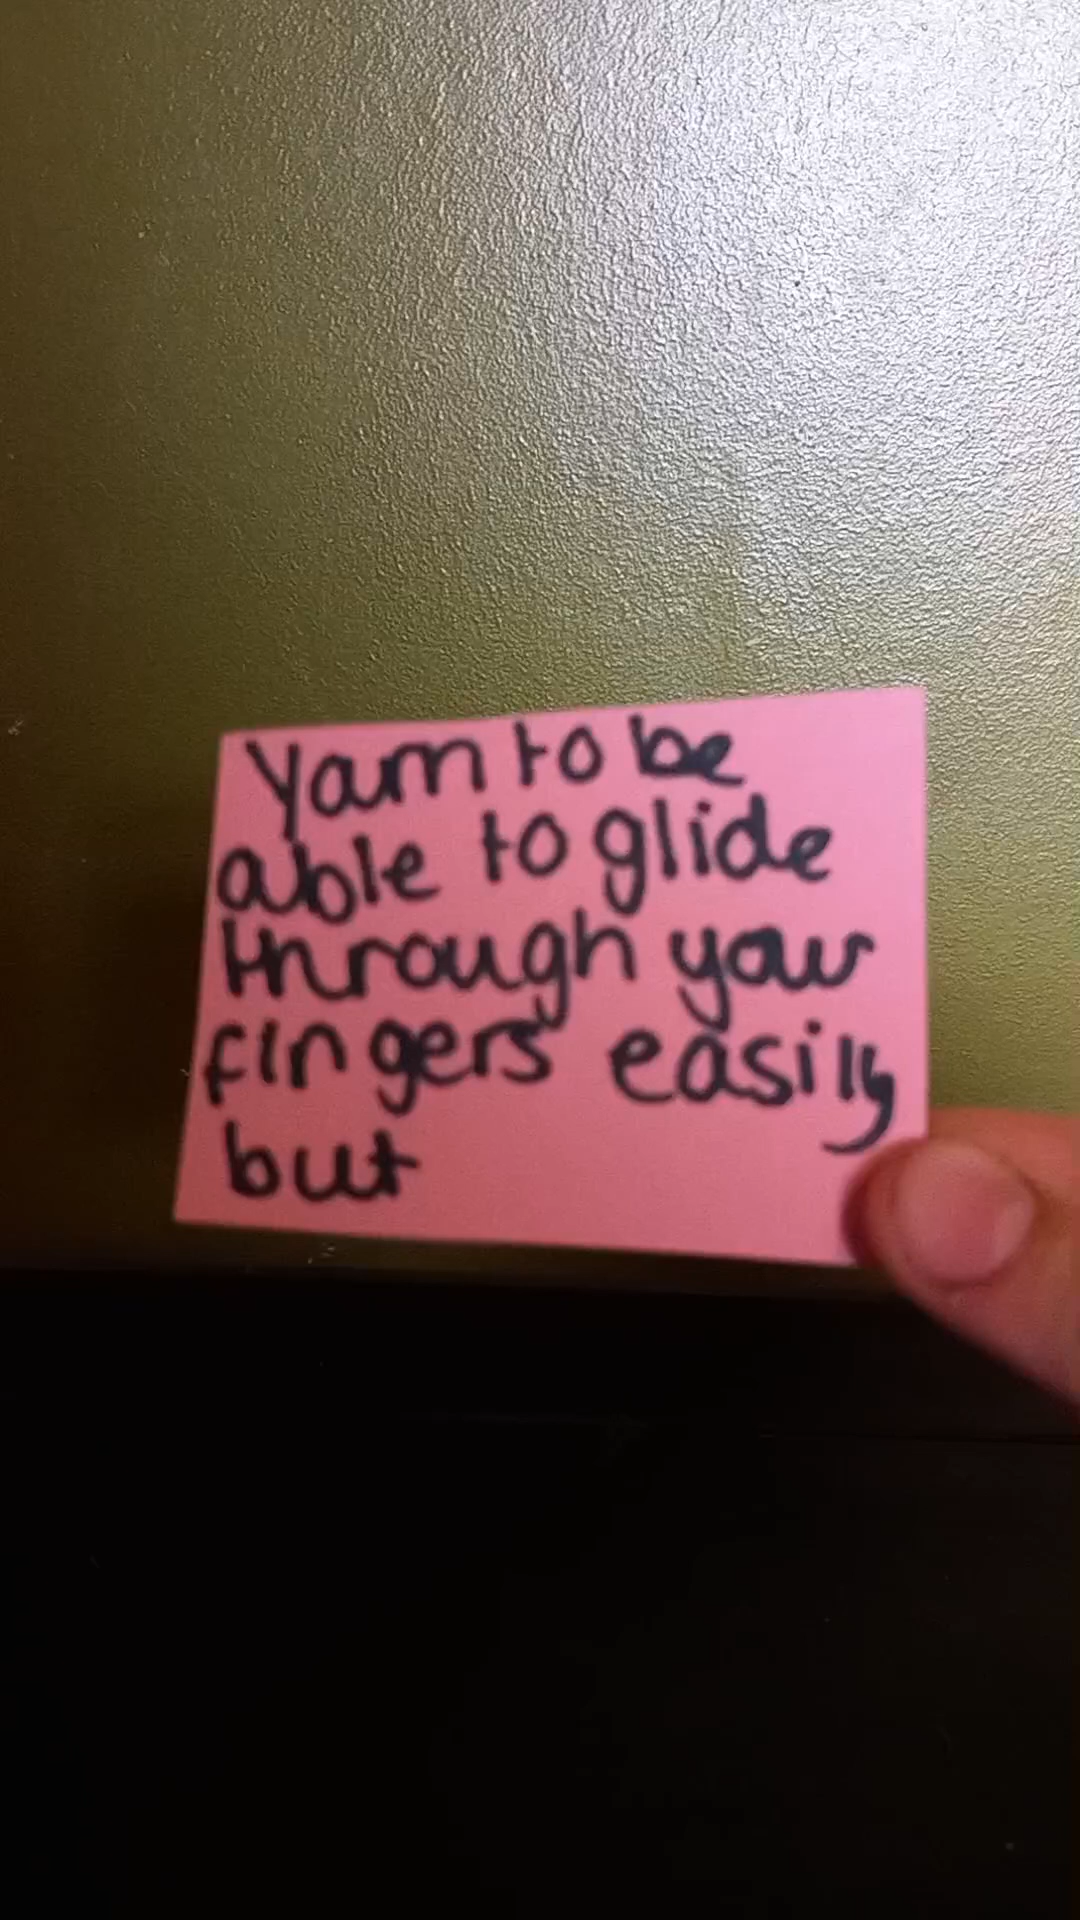 Yarn to be
able to glide
through your
fingers easily
but